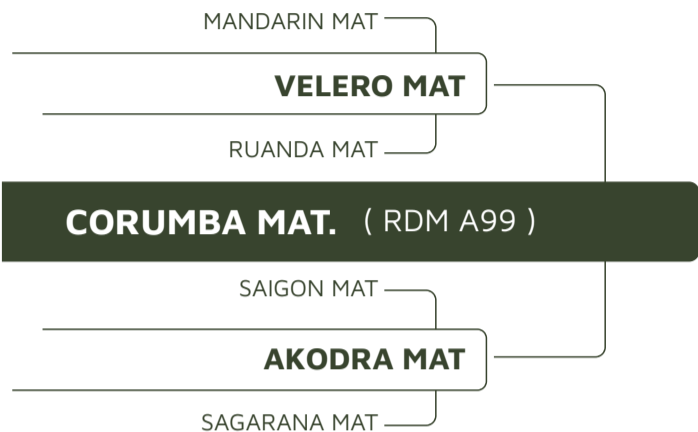 MANDARIN MAT
VELERO MAT
RUANDA MAT
CORUMBA MAT. ( RDM A99 )
SAIGON MAT
AKODRA MAT
SAGARANA MAT